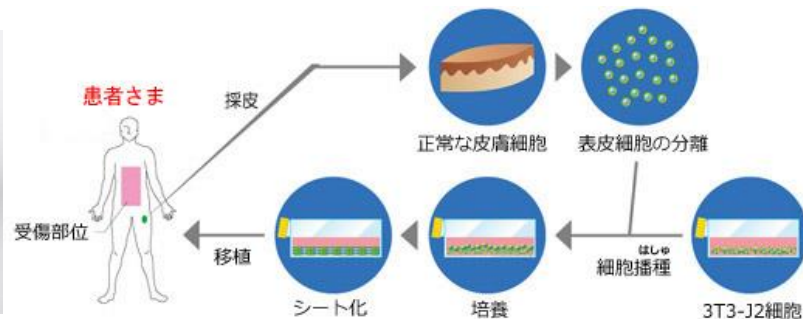 患者さま
採皮
正常な皮膚細胞
表皮細胞の分離
受傷部位
移植
シート化
培養
はしゅ
細胞播種
3T3-J2細胞